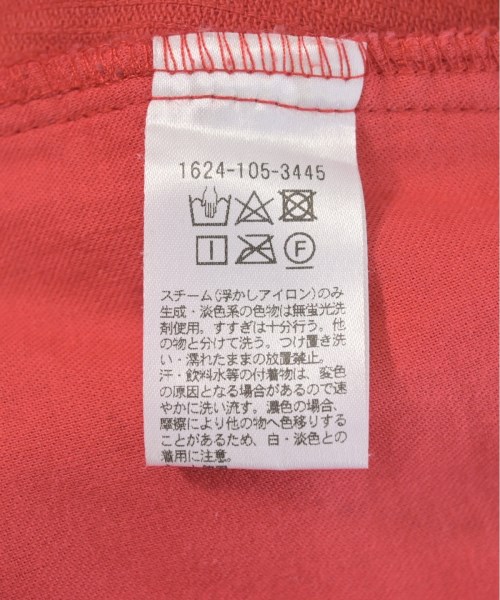 1624-105-3445
F
スチーム(浮かしアイロン)のみ
生成・淡色系の色物は無蛍光洗
剤使用。すすぎは十分行う。他
の物と分けて洗う。つけ置き洗
い・濡れたままの放置禁止。
汗・飲料水等の付着物は、変色
の原因となる場合があるので速
やかに洗い流す。濃色の場合、
摩擦により他の物へ色移りする
ことがあるため、白・淡色との
着用に注意。